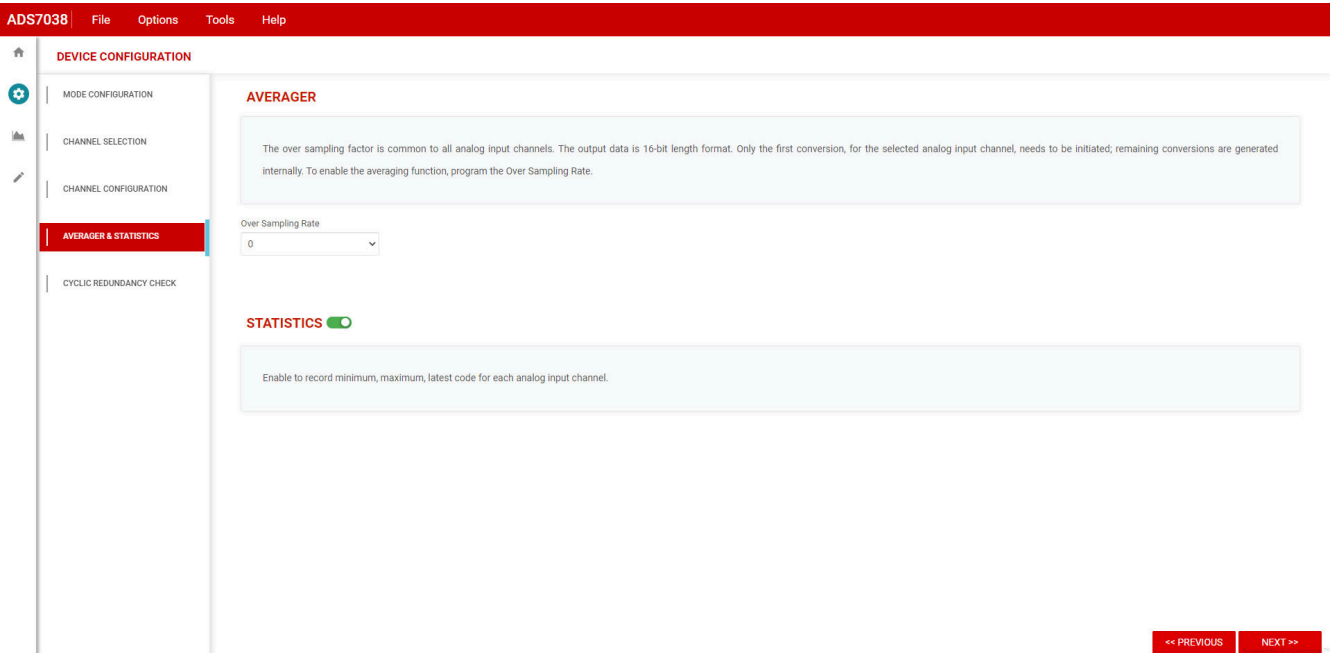 ADS7038 File Options Tools Help
DEVICE CONFIGURATION
MODE CONFIGURATION
CHANNEL SELECTION
CHANNEL CONFIGURATION
AVERAGER & STATISTICS
CYCLIC REDUNDANCY CHECK
AVERAGER
The over sampling factor is common to all analog input channels. The output data is 16-bit length format. Only the first conversion, for the selected analog input channel, needs to be initiated; remaining conversions are generated
internally. To enable the averaging function, program the Over Sampling Rate.
Over Sampling Rate
0
STATISTICS
Enable to record minimum, maximum, latest code for each analog input channel.
<< PREVIOUS NEXT >>